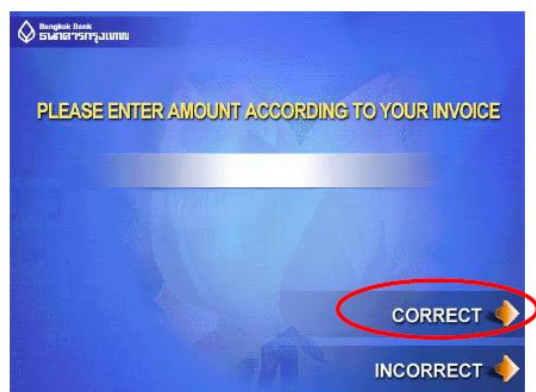 Bangkok Bank
ธนาคารกรุงเทพ
PLEASE ENTER AMOUNT ACCORDING TO YOUR INVOICE
CORRECT
INCORRECT